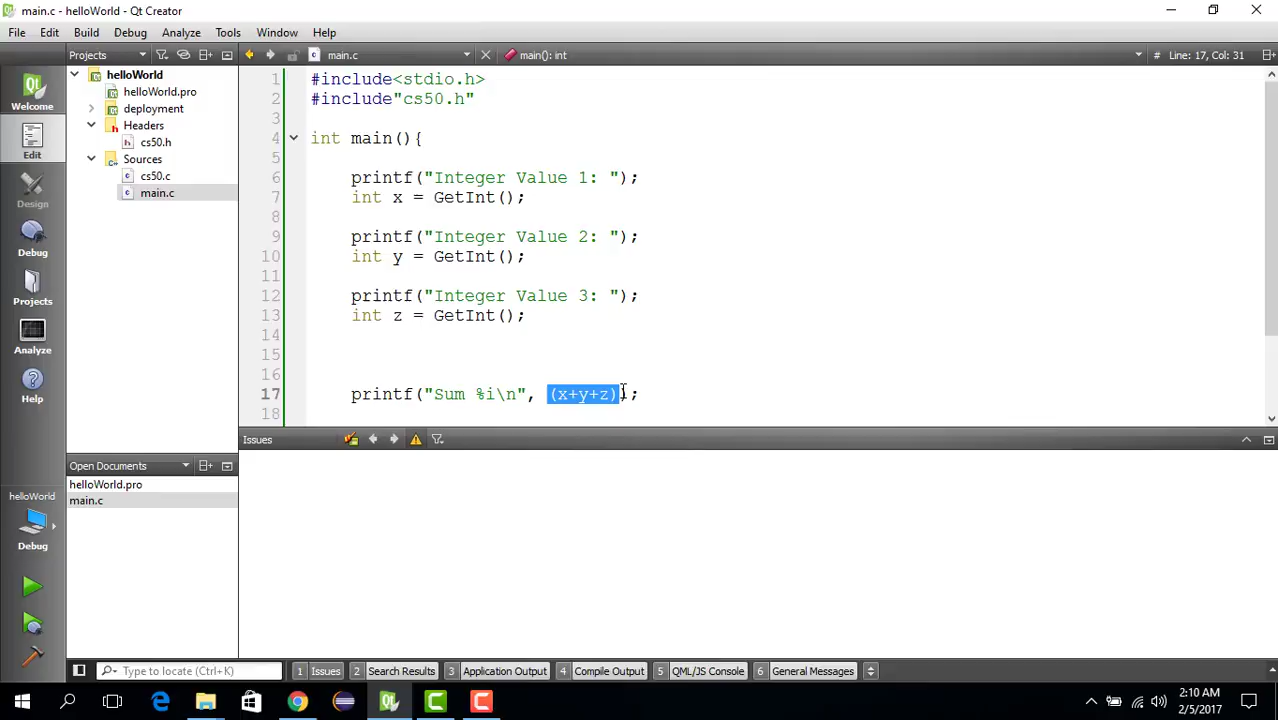 main.c - helloWorld - Qt Creator
File Edit Build Debug Analyze Tools Window Help
Projects main.c main(): int # Line: 17, Col: 31
Welcome
Edit
Design
Debug
Projects
Analyze
Help
helloWorld
Debug
helloWorld
helloWorld.pro
deployment
Headers
cs50.h
Sources
cs50.c
main.c
Open Documents
helloWorld.pro
main.c
1 #include<stdio.h>
2 #include"cs50.h"
3
4 int main(){
5
6 printf("Integer Value 1: ");
7 int x = GetInt();
8
9 printf("Integer Value 2: ");
10 int y = GetInt();
11
12 printf("Integer Value 3: ");
13 int z = GetInt();
14
15
16
17 printf("Sum %i\n", (x+y+z));
18
Issues
Type to locate (Ctrl+K) 1 Issues 2 Search Results 3 Application Output 4 Compile Output 5 QML/JS Console 6 General Messages
2:10 AM
2/5/2017